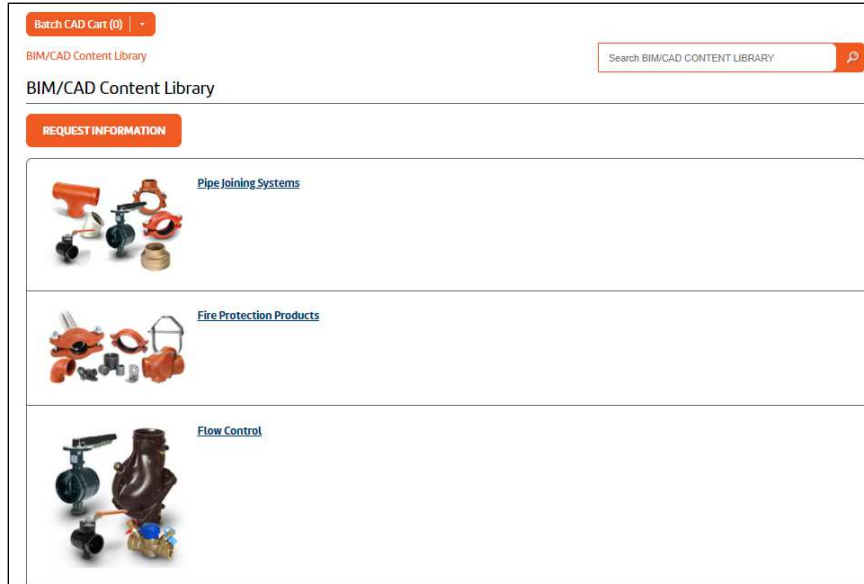 Batch CAD Cart (0)
BIM/CAD Content Library
Search BIM/CAD CONTENT LIBRARY
BIM/CAD Content Library
REQUEST INFORMATION
Pipe Joining Systems
Fire Protection Products
Flow Control